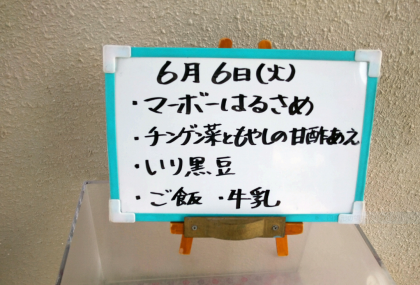 6月6日(火)
・マーボーはるさめ
・チンゲン菜ともやしの甘酢あえ
・いり黒豆
・ご飯 ・牛乳